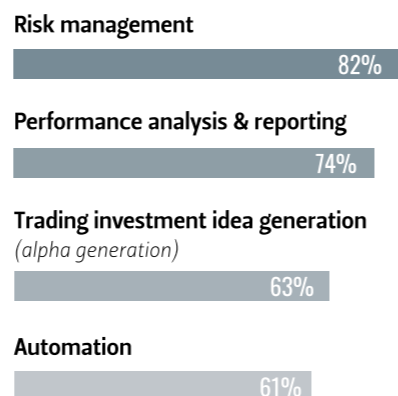 Risk management
82%
Performance analysis & reporting
74%
Trading investment idea generation
(alpha generation)
63%
Automation
61%